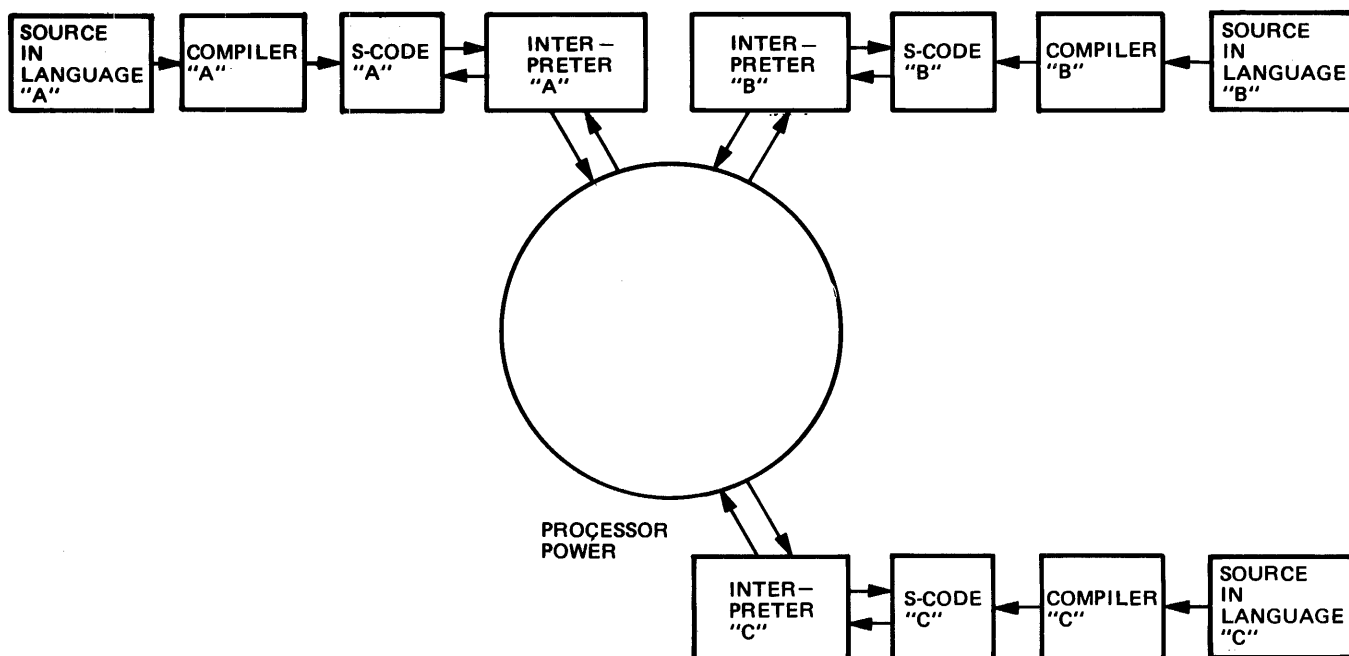 SOURCE
IN
LANGUAGE
"A"
COMPILER
"A"
S-CODE
"A"
INTER-
PRETER
"A"
INTER-
PRETER
"B"
S-CODE
"B"
COMPILER
"B"
SOURCE
IN
LANGUAGE
"B"
PROÇESSOR
POWER
INTER-
PRETER
"C"
S-CODE
"C"
COMPILER
"C"
SOURCE
IN
LANGUAGE
"C"